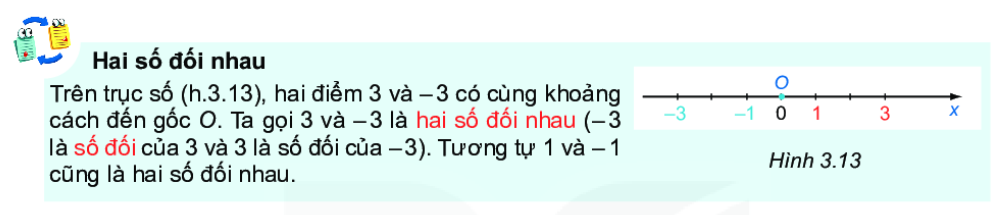 Hai số đối nhau
Trên trục số (h.3.13), hai điểm 3 và –3 có cùng khoảng
cách đến gốc O. Ta gọi 3 và –3 là hai số đối nhau (–3
là số đối của 3 và 3 là số đối của –3). Tương tự 1 và –1
cũng là hai số đối nhau.
O
–3 –1 0 1 3 x
Hình 3.13